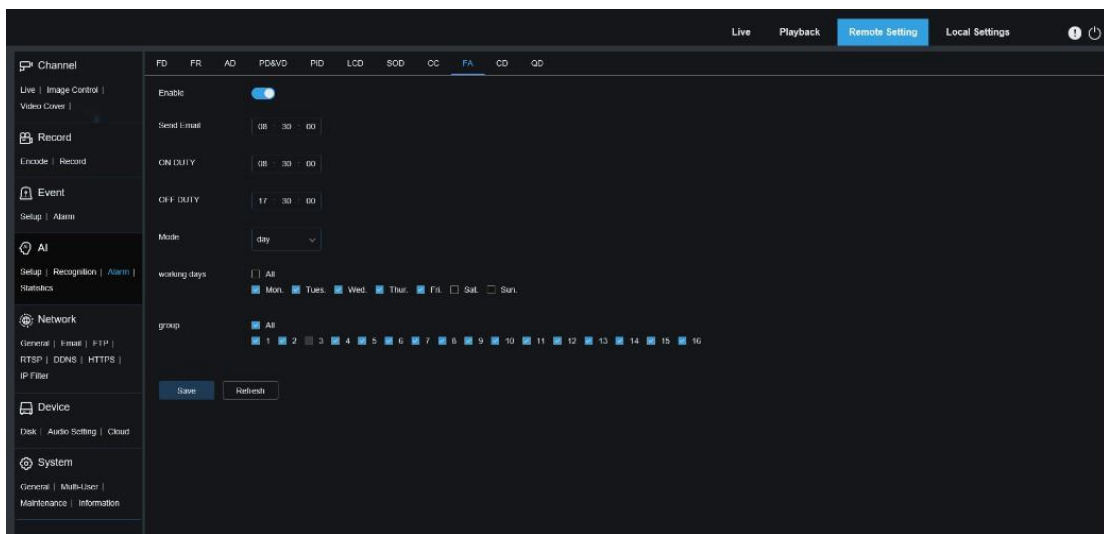 Live Playback Remote Setting Local Settings
Channel
Live | Image Control |
Video Cover |
Record
Encode | Record
Event
Setup | Alarm
AI
Setup | Recognition | Alarm |
Statistics
Network
General | Email | FTP |
RTSP | DDNS | HTTPS |
IP Filter
Device
Disk | Audio Setting | Cloud
System
General | Multi-User |
Maintenance | Information
FD FR AD PD&VD PID LCD SOD CC FA CD QD
Enable
Send Email 08 : 30 : 00
ON DUTY 08 : 30 : 00
OFF DUTY 17 : 30 : 00
Mode day
working days All
Mon. Tues. Wed. Thur. Fri. Sat. Sun.
group All
1 2 3 4 5 6 7 8 9 10 11 12 13 14 15 16
Save Refresh